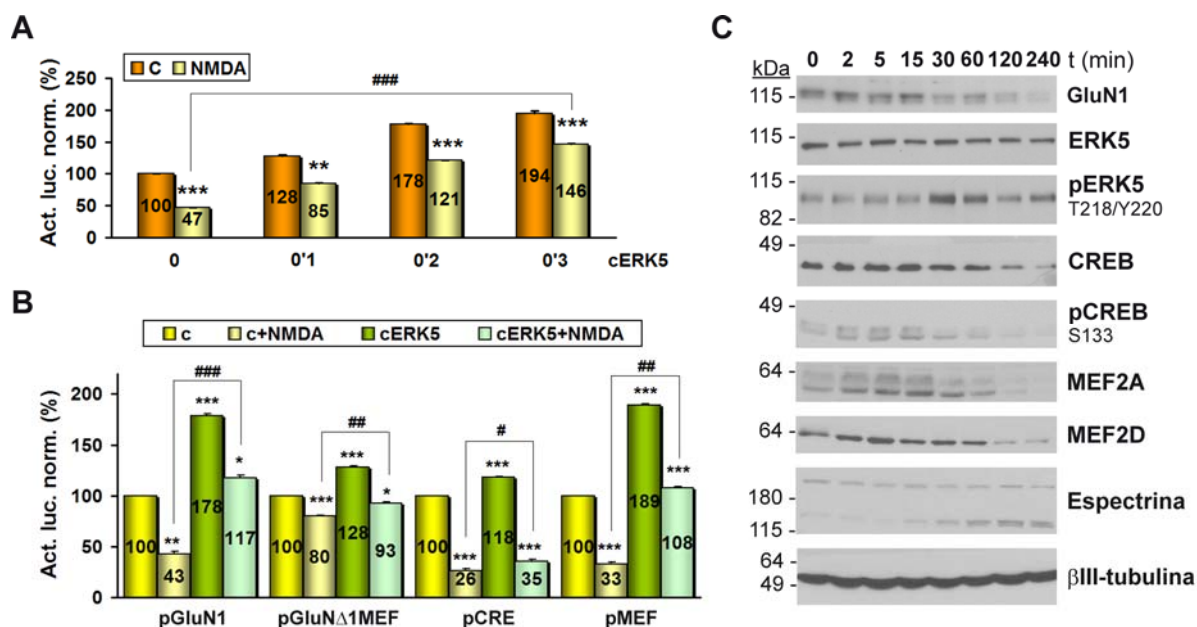 A
C NMDA
###
Act. luc. norm. (%)
250
200
150
100
50
0
*** ** *** ***
100 47 128 85 178 121 194 146
0 0'1 0'2 0'3 cERK5
B
c c+NMDA cERK5 cERK5+NMDA
Act. luc. norm. (%)
200
150
100
50
0
### ## # ##
** *** * *** *** * *** *** *** *** *** ***
100 43 178 117 100 80 128 93 100 26 118 35 100 33 189 108
pGluN1 pGluNΔ1MEF pCRE pMEF
C
kDa 0 2 5 15 30 60 120 240 t (min)
115 - GluN1
115 - ERK5
115 - pERK5
T218/Y220
82 -
49 - CREB
49 - pCREB
S133
64 - MEF2A
64 - MEF2D
180 - Espectrina
115 -
64 - βIII-tubulina
49 -